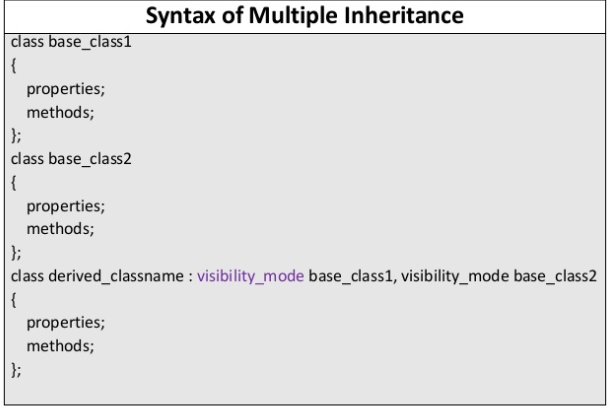 Syntax of Multiple Inheritance
class base_class1
{
properties;
methods;
};
class base_class2
{
properties;
methods;
};
class derived_classname : visibility_mode base_class1, visibility_mode base_class2
{
properties;
methods;
};